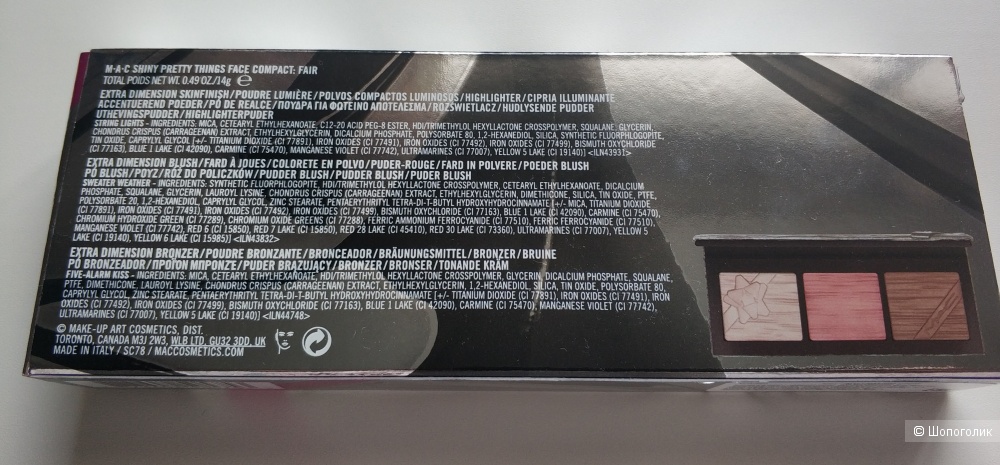 M·A·C SHINY PRETTY THINGS FACE COMPACT: FAIR
TOTAL POIDS NET WT. 0.49 OZ./14g ℮
EXTRA DIMENSION SKINFINISH/POUDRE LUMIÈRE/POLVOS COMPACTOS LUMINOSUS/HIGHLIGHTER/CIPRIA ILLUMINANTE
ACCENTUEREND POEDER/PÓ DE REALCE/ΠΟΥΔΡΑ ΓΙΑ ΦΩΤΕΙΝΟ ΑΠΟΤΕΛΕΣΜΑ/ROZŚWIETLACZ/HUDLYSENDE PUDDER
UTHEVINGSPUDDER/HIGHLIGHTERPUDER
STRING LIGHTS - INGREDIENTS: MICA, CETEARYL ETHYLHEXANOATE, C12-20 ACID PEG-8 ESTER, HDI/TRIMETHYLOL HEXYLLACTONE CROSSPOLYMER, SQUALANE, GLYCERIN,
CHONDRUS CRISPUS (CARRAGEENAN) EXTRACT, ETHYLHEXYLGLYCERIN, DICALCIUM PHOSPHATE, POLYSORBATE 80, 1,2-HEXANEDIOL, SILICA, SYNTHETIC FLUORPHLOGOPITE,
TIN OXIDE, CAPRYLYL GLYCOL, [+/- TITANIUM DIOXIDE (CI 77891), IRON OXIDES (CI 77491), IRON OXIDES (CI 77492), IRON OXIDES (CI 77499), BISMUTH OXYCHLORIDE
(CI 77163), BLUE 1 LAKE (CI 42090), CARMINE (CI 75470), MANGANESE VIOLET (CI 77742), ULTRAMARINES (CI 77007), YELLOW 5 LAKE (CI 19140)] <ILN43931>
EXTRA DIMENSION BLUSH/FARD À JOUES/COLORETE EN POLVO/PUDER-ROUGE/FARD IN POLVERE/POEDER BLUSH
PÓ BLUSH/ΡΟΥΖ/RÓŻ DO POLICZKÓW/PUDDER BLUSH/PUDDER BLUSH/PUDER BLUSH
SWEATER WEATHER - INGREDIENTS: SYNTHETIC FLUORPHLOGOPITE, HDI/TRIMETHYLOL HEXYLLACTONE CROSSPOLYMER, CETEARYL ETHYLHEXANOATE, DICALCIUM
PHOSPHATE, SQUALANE, GLYCERIN, LAUROYL LYSINE, CHONDRUS CRISPUS (CARRAGEENAN) EXTRACT, ETHYLHEXYLGLYCERIN, DIMETHICONE, SILICA, TIN OXIDE, PTFE,
POLYSORBATE 20, 1,2-HEXANEDIOL, CAPRYLYL GLYCOL, ZINC STEARATE, PENTAERYTHRITYL TETRA-DI-T-BUTYL HYDROXYHYDROCINNAMATE [+/- MICA, TITANIUM DIOXIDE
(CI 77891), IRON OXIDES (CI 77491), IRON OXIDES (CI 77492), IRON OXIDES (CI 77499), BISMUTH OXYCHLORIDE (CI 77163), BLUE 1 LAKE (CI 42090), CARMINE (CI 75470),
CHROMIUM HYDROXIDE GREEN (CI 77289), CHROMIUM OXIDE GREENS (CI 77288), FERRIC AMMONIUM FERROCYANIDE (CI 77510), FERRIC FERROCYANIDE (CI 77510),
MANGANESE VIOLET (CI 77742), RED 6 (CI 15850), RED 7 LAKE (CI 15850), RED 28 LAKE (CI 45410), RED 30 LAKE (CI 73360), ULTRAMARINES (CI 77007), YELLOW 5
LAKE (CI 19140), YELLOW 6 LAKE (CI 15985)] <ILN43832>
EXTRA DIMENSION BRONZER/POUDRE BRONZANTE/BRONCEADOR/BRÄUNUNGSMITTEL/BRONZER/BRUINE
PÓ BRONZEADOR/ΠΡΟΪΟΝ ΜΠΡΟΝΖΕ/PUDER BRĄZUJĄCY/BRONZER/BRONSER/TONANDE KRÄM
FIVE-ALARM KISS - INGREDIENTS: MICA, CETEARYL ETHYLHEXANOATE, HDI/TRIMETHYLOL HEXYLLACTONE CROSSPOLYMER, GLYCERIN, DICALCIUM PHOSPHATE, SQUALANE,
PTFE, DIMETHICONE, LAUROYL LYSINE, CHONDRUS CRISPUS (CARRAGEENAN) EXTRACT, ETHYLHEXYLGLYCERIN, 1,2-HEXANEDIOL, SILICA, TIN OXIDE, POLYSORBATE 80,
CAPRYLYL GLYCOL, ZINC STEARATE, PENTAERYTHRITYL TETRA-DI-T-BUTYL HYDROXYHYDROCINNAMATE [+/- TITANIUM DIOXIDE (CI 77891), IRON OXIDES (CI 77491), IRON
OXIDES (CI 77492), IRON OXIDES (CI 77499), BISMUTH OXYCHLORIDE (CI 77163), BLUE 1 LAKE (CI 42090), CARMINE (CI 75470), MANGANESE VIOLET (CI 77742),
ULTRAMARINES (CI 77007), YELLOW 5 LAKE (CI 19140)] <ILN44748>
© MAKE-UP ART COSMETICS, DIST.
TORONTO, CANADA M3J 2W3, WLB LTD. GU32 3DD. UK
MADE IN ITALY / SC78 / MACCOSMETICS.COM
© Шопоголик